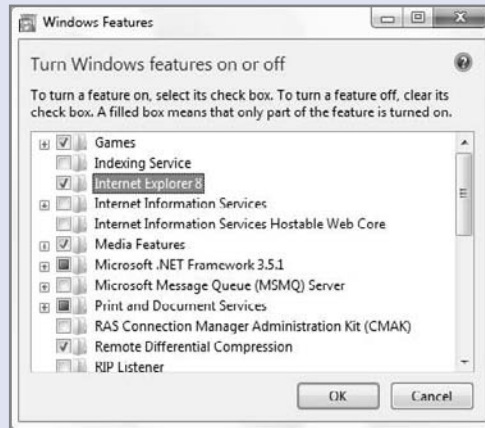 Windows Features
Turn Windows features on or off
To turn a feature on, select its check box. To turn a feature off, clear its
check box. A filled box means that only part of the feature is turned on.
Games
Indexing Service
Internet Explorer 8
Internet Information Services
Internet Information Services Hostable Web Core
Media Features
Microsoft .NET Framework 3.5.1
Microsoft Message Queue (MSMQ) Server
Print and Document Services
RAS Connection Manager Administration Kit (CMAK)
Remote Differential Compression
RIP Listener
OK
Cancel